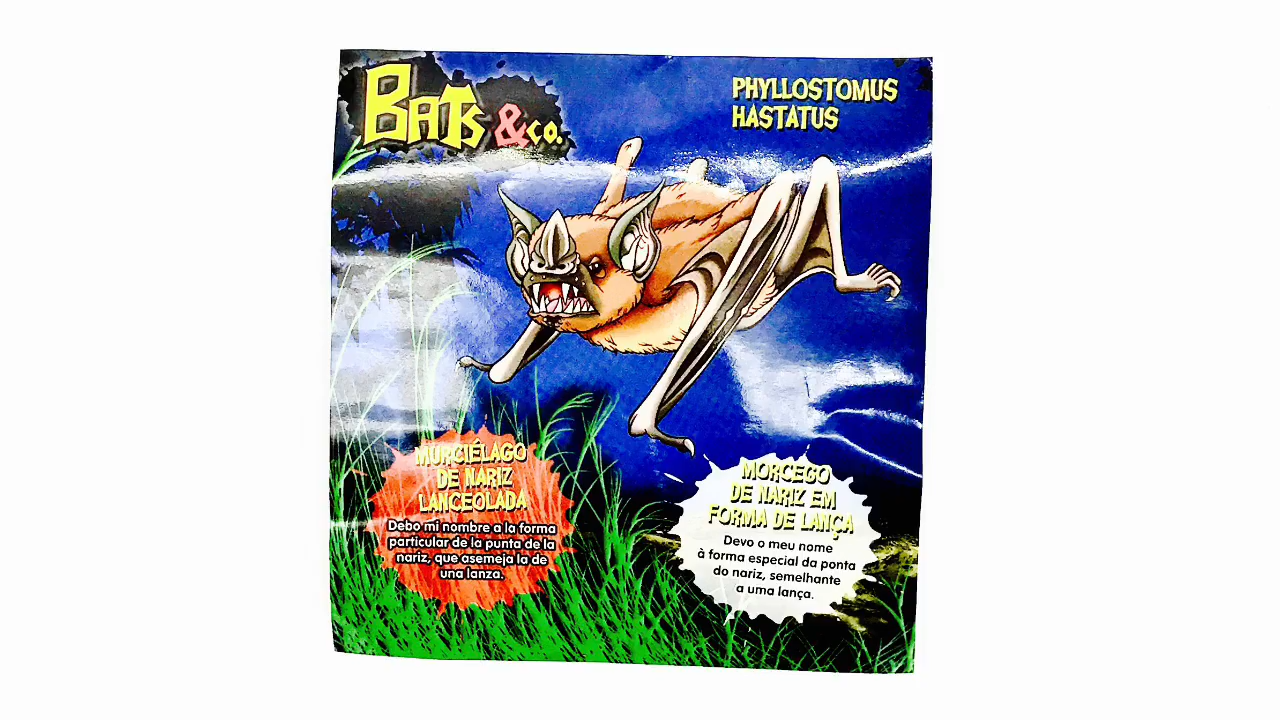 BATS & CO.
PHYLLOSTOMUS
HASTATUS
MURCIÉLAGO
DE NARIZ
LANCEOLADA
Debo mi nombre a la forma
particular de la punta de la
nariz, que asemeja la de
una lanza.
MORCEGO
DE NARIZ EM
FORMA DE LANÇA
Devo o meu nome
à forma especial da ponta
do nariz, semelhante
a uma lança.